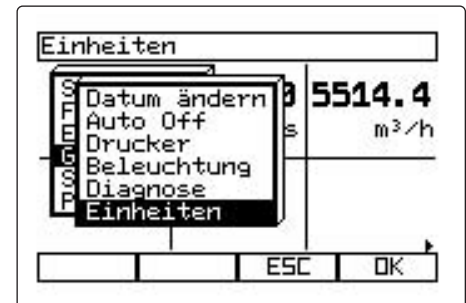 Einheiten
Datum ändern
Auto Off
Drucker
Beleuchtung
Diagnose
Einheiten
5514.4
m³/h
ESC
OK